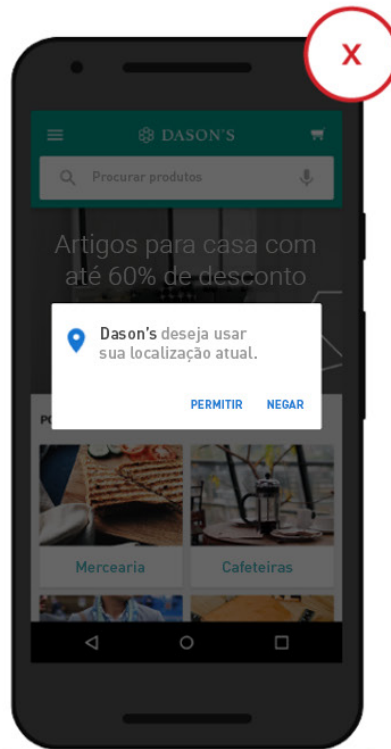 X
DASON'S
Procurar produtos
Artigos para casa com
até 60% de desconto
Dason's deseja usar
sua localização atual.
PERMITIR NEGAR
Mercearia Cafeteiras